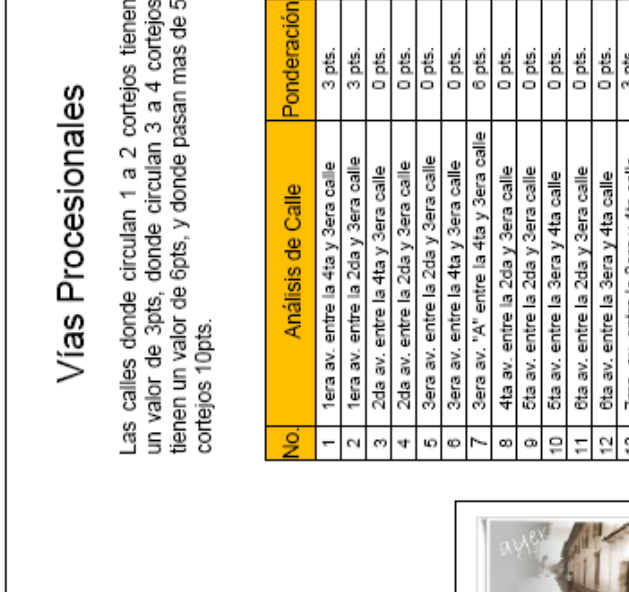 Vías Procesionales
Las calles donde circulan 1 a 2 cortejos tienen
un valor de 3pts, donde circulan 3 a 4 cortejos
tienen un valor de 6pts, y donde pasan mas de 5
cortejos 10pts.
No. Análisis de Calle Ponderación
1 1era av. entre la 4ta y 3era calle 3 pts.
2 1era av. entre la 2da y 3era calle 3 pts.
3 2da av. entre la 4ta y 3era calle 0 pts.
4 2da av. entre la 2da y 3era calle 0 pts.
5 3era av. entre la 2da y 3era calle 0 pts.
6 3era av. entre la 4ta y 3era calle 0 pts.
7 3era av. "A" entre la 4ta y 3era calle 6 pts.
8 4ta av. entre la 2da y 3era calle 0 pts.
9 5ta av. entre la 2da y 3era calle 0 pts.
10 5ta av. entre la 3era y 4ta calle 0 pts.
11 6ta av. entre la 2da y 3era calle 0 pts.
12 6ta av. entre la 3era y 4ta calle 0 pts.
ayer